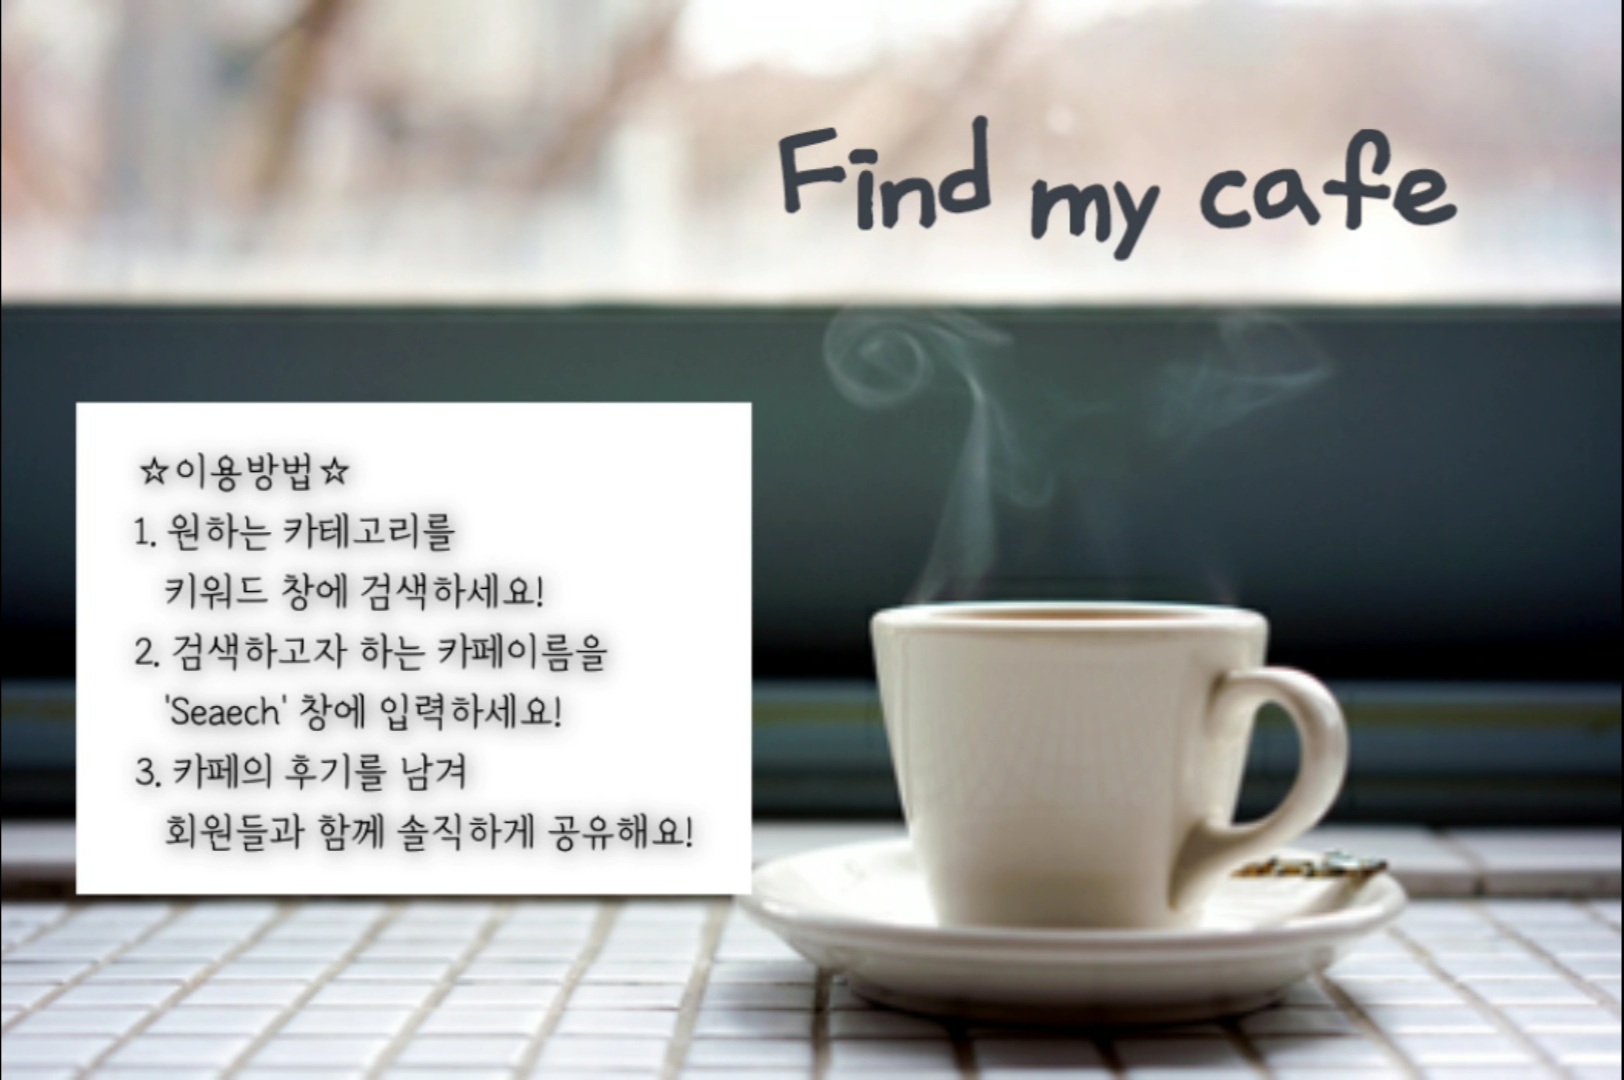 Find my cafe
☆이용방법☆
1. 원하는 카테고리를
키워드 창에 검색하세요!
2. 검색하고자 하는 카페이름을
'Seaech' 창에 입력하세요!
3. 카페의 후기를 남겨
회원들과 함께 솔직하게 공유해요!